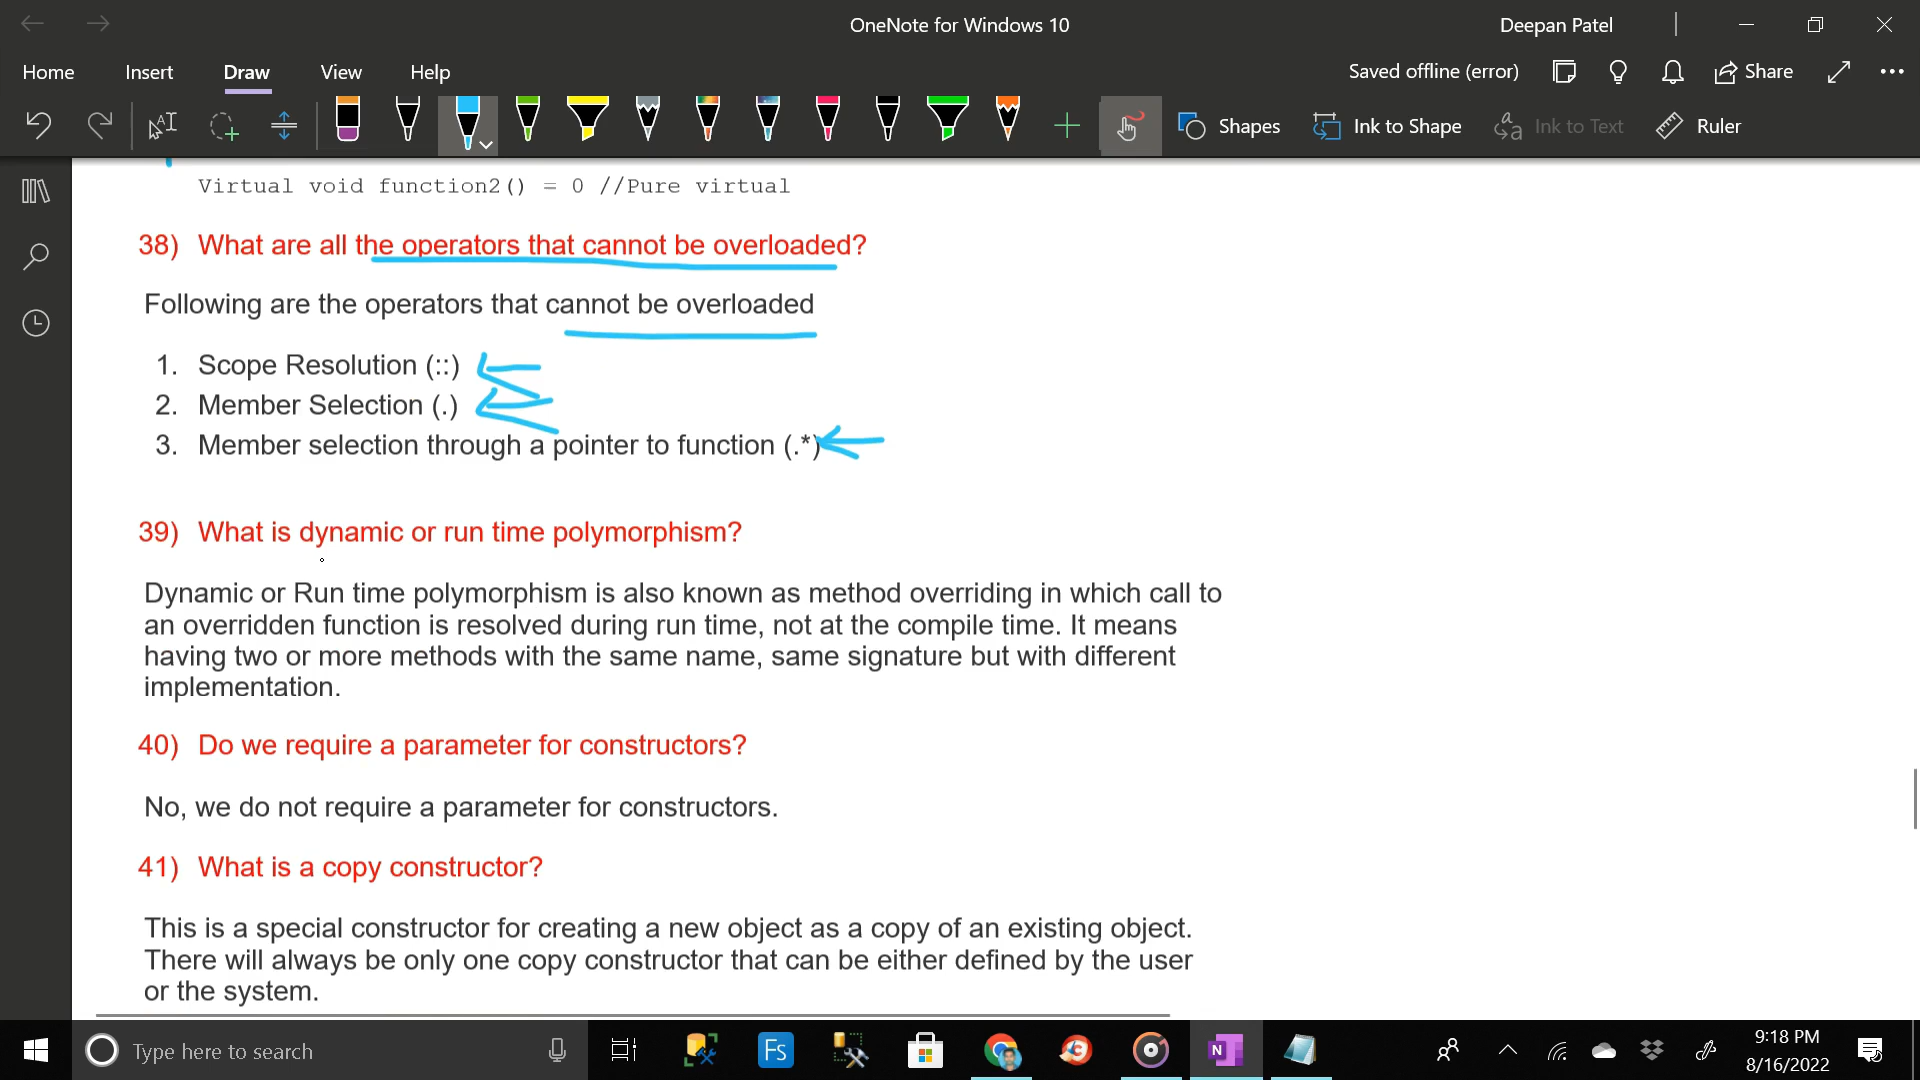 OneNote for Windows 10
Deepan Patel
Home Insert Draw View Help
Saved offline (error)
Share
Shapes
Ink to Shape
Ink to Text
Ruler
Virtual void function2() = 0 //Pure virtual
38) What are all the operators that cannot be overloaded?
Following are the operators that cannot be overloaded
1. Scope Resolution (::)
2. Member Selection (.)
3. Member selection through a pointer to function (.*)
39) What is dynamic or run time polymorphism?
Dynamic or Run time polymorphism is also known as method overriding in which call to
an overridden function is resolved during run time, not at the compile time. It means
having two or more methods with the same name, same signature but with different
implementation.
40) Do we require a parameter for constructors?
No, we do not require a parameter for constructors.
41) What is a copy constructor?
This is a special constructor for creating a new object as a copy of an existing object.
There will always be only one copy constructor that can be either defined by the user
or the system.
Type here to search
Fs
N
9:18 PM
8/16/2022